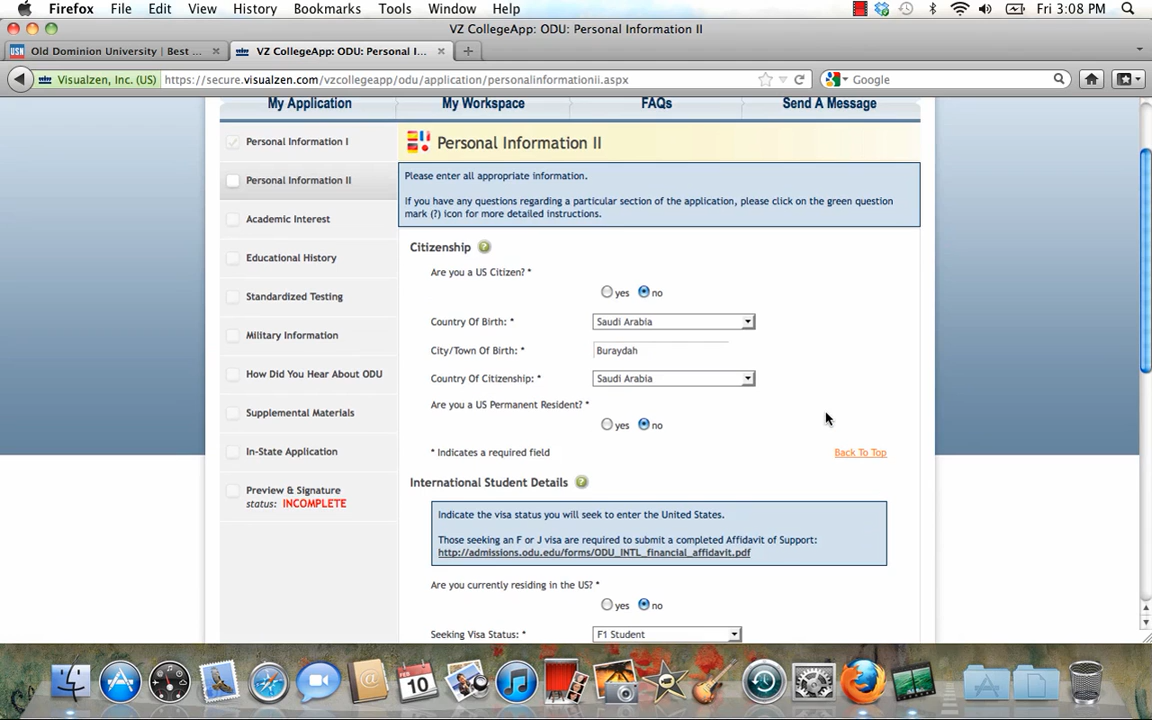 Firefox File Edit View History Bookmarks Tools Window Help Fri 3:08 PM
VZ CollegeApp: ODU: Personal Information II
USN Old Dominion University | Best ... VZ CollegeApp: ODU: Personal I...
Visualzen, Inc. (US) https://secure.visualzen.com/vzcollegeapp/odu/application/personalinformationii.aspx Google
My Application My Workspace FAQs Send A Message
Personal Information I
Personal Information II
Academic Interest
Educational History
Standardized Testing
Military Information
How Did You Hear About ODU
Supplemental Materials
In-State Application
Preview & Signature
status: INCOMPLETE
Personal Information II
Please enter all appropriate information.
If you have any questions regarding a particular section of the application, please click on the green question
mark (?) icon for more detailed instructions.
Citizenship ?
Are you a US Citizen? *
yes no
Country Of Birth: * Saudi Arabia
City/Town Of Birth: * Buraydah
Country Of Citizenship: * Saudi Arabia
Are you a US Permanent Resident? *
yes no
* Indicates a required field Back To Top
International Student Details ?
Indicate the visa status you will seek to enter the United States.
Those seeking an F or J visa are required to submit a completed Affidavit of Support:
http://admissions.odu.edu/forms/ODU_INTL_financial_affidavit.pdf
Are you currently residing in the US? *
yes no
Seeking Visa Status: * F1 Student
10